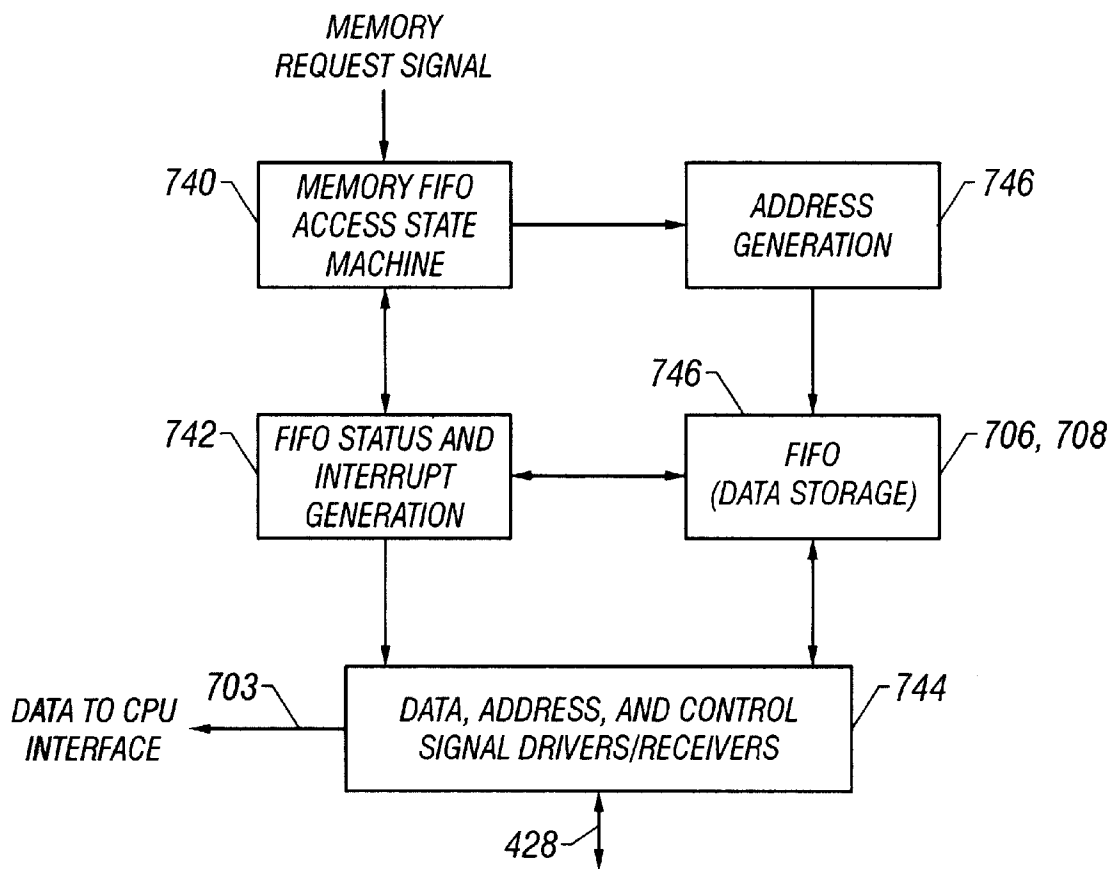 MEMORY
REQUEST SIGNAL
740
MEMORY FIFO
ACCESS STATE
MACHINE
ADDRESS
GENERATION
746
746
742
FIFO STATUS AND
INTERRUPT
GENERATION
FIFO
(DATA STORAGE)
706, 708
703
DATA TO CPU
INTERFACE
DATA, ADDRESS, AND CONTROL
SIGNAL DRIVERS/RECEIVERS
744
428